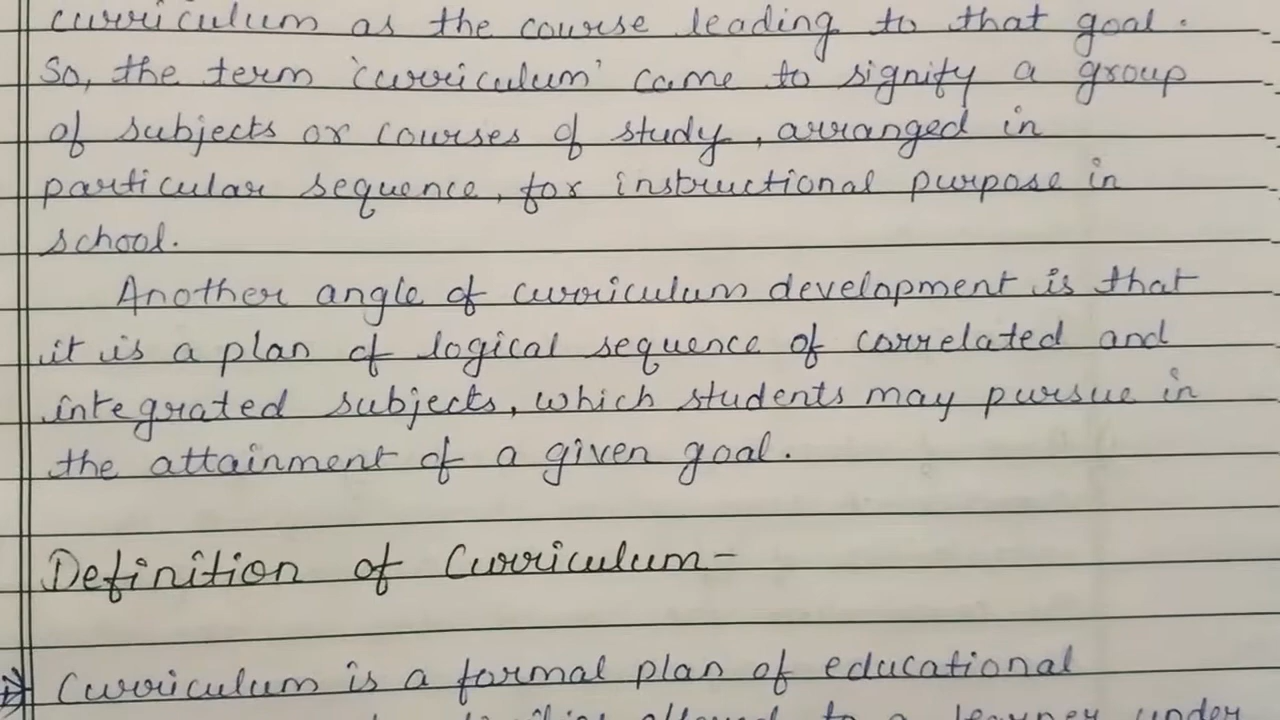 curriculum as the course leading to that goal.
So, the term 'curriculum' came to signify a group
of subjects or courses of study, arranged in
particular sequence, for instructional purpose in
school.
Another angle of curriculum development is that
it is a plan of logical sequence of correlated and
integrated subjects, which students may pursue in
the attainment of a given goal.
Definition of Curriculum-
Curriculum is a formal plan of educational
to a learner under